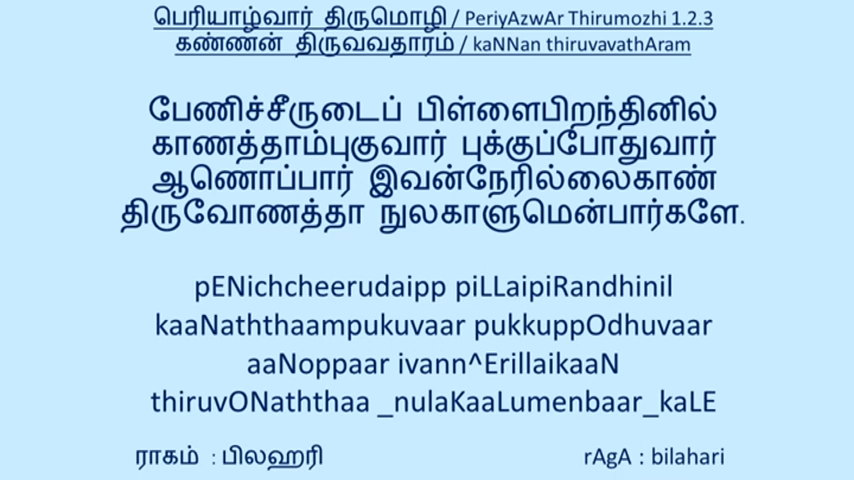 பெரியாழ்வார் திருமொழி / PeriyAzwAr Thirumozhi 1.2.3
கண்ணன் திருவவதாரம் / kaNNan thiruvavathAram
பேணிச்சீருடைப் பிள்ளைபிறந்தினில்
காணத்தாம்புகுவார் புக்குப்போதுவார்
ஆணொப்பார் இவன்நேரில்லைகாண்
திருவோணத்தா நுலகாளுமென்பார்களே.
pENichcheerudaipp piLLaipiRandhinil
kaaNaththaampukuvaar pukkuppOdhuvaar
aaNoppaar ivann^ErillaikaaN
thiruvONaththaa _nulaKaaLumenbaar_kaLE
ராகம் : பிலஹரி
rAgA : bilahari